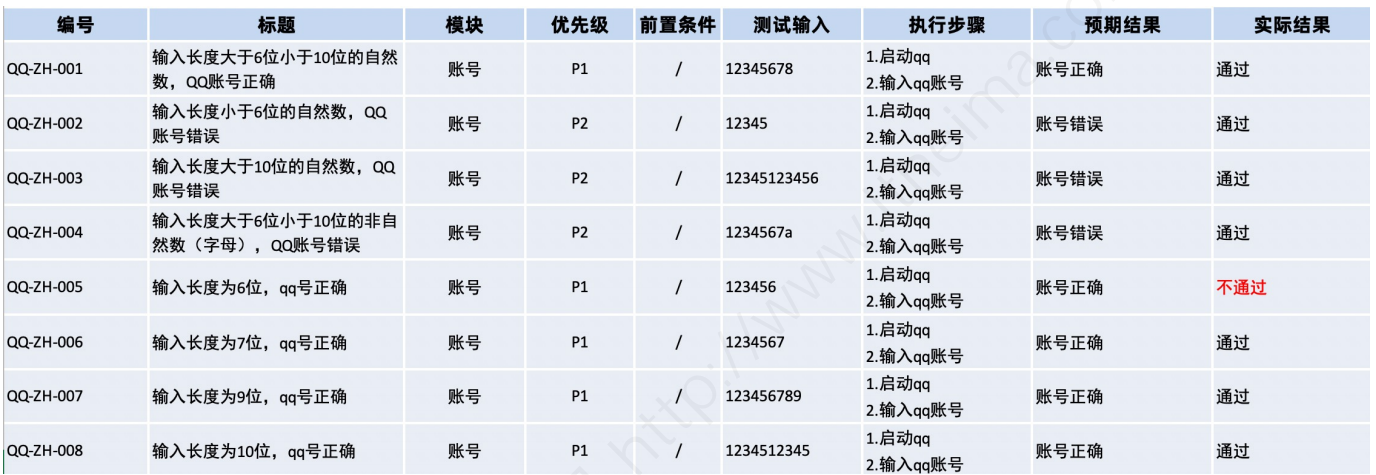 编号 标题 模块 优先级 前置条件 测试输入 执行步骤 预期结果 实际结果
QQ-ZH-001 输入长度大于6位小于10位的自然数，QQ账号正确 账号 P1 / 12345678 1.启动qq 2.输入qq账号 账号正确 通过
QQ-ZH-002 输入长度小于6位的自然数，QQ账号错误 账号 P2 / 12345 1.启动qq 2.输入qq账号 账号错误 通过
QQ-ZH-003 输入长度大于10位的自然数，QQ账号错误 账号 P2 / 12345123456 1.启动qq 2.输入qq账号 账号错误 通过
QQ-ZH-004 输入长度大于6位小于10位的非自然数（字母），QQ账号错误 账号 P2 / 1234567a 1.启动qq 2.输入qq账号 账号错误 通过
QQ-ZH-005 输入长度为6位，qq号正确 账号 P1 / 123456 1.启动qq 2.输入qq账号 账号正确 不通过
QQ-ZH-006 输入长度为7位，qq号正确 账号 P1 / 1234567 1.启动qq 2.输入qq账号 账号正确 通过
QQ-ZH-007 输入长度为9位，qq号正确 账号 P1 / 123456789 1.启动qq 2.输入qq账号 账号正确 通过
QQ-ZH-008 输入长度为10位，qq号正确 账号 P1 / 1234512345 1.启动qq 2.输入qq账号 账号正确 通过